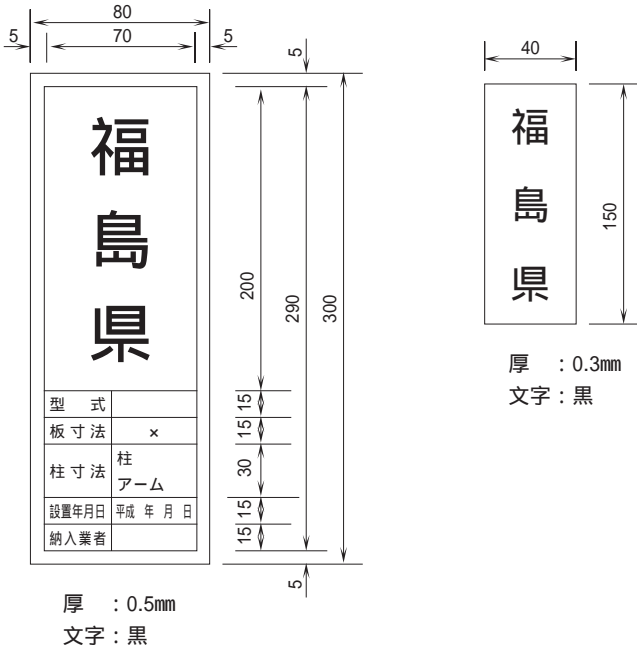 80
5 70 5
福
島
県
型 式
板寸法 ×
柱寸法 柱
アーム
設置年月日 平成 年 月 日
納入業者
5
200
290
300
15
15
30
15
15
5
厚 :0.5㎜
文字:黒
40
福
島
県
150
厚 :0.3㎜
文字:黒